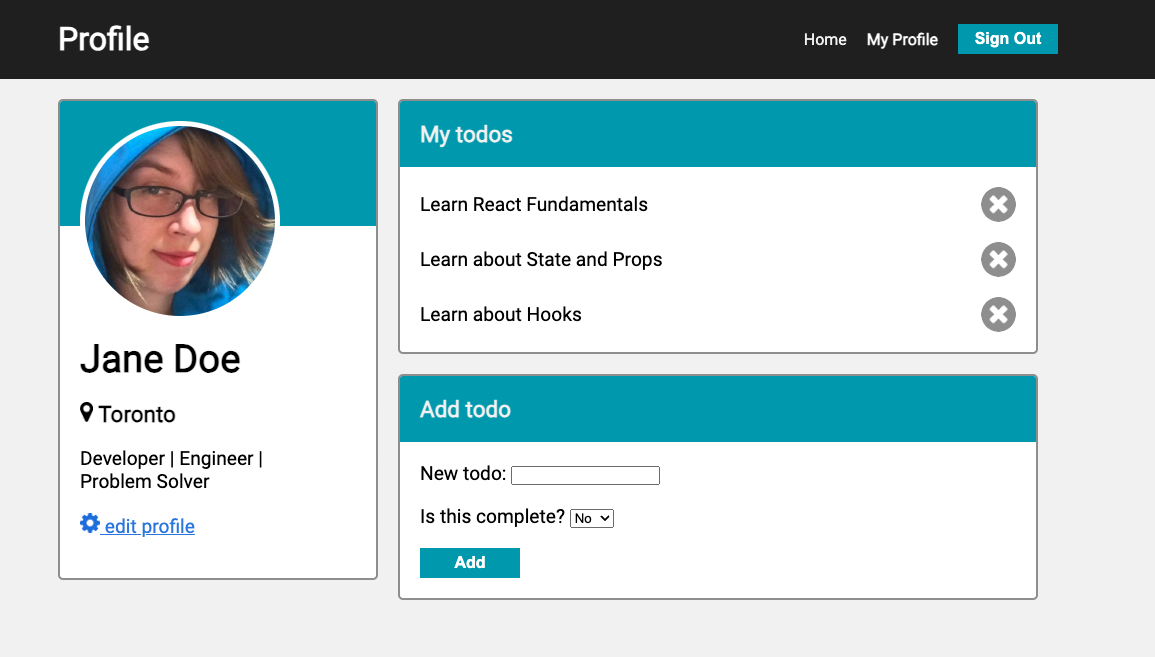 Profile
Home
My Profile
Sign Out
Jane Doe
Toronto
Developer | Engineer |
Problem Solver
edit profile
My todos
Learn React Fundamentals
Learn about State and Props
Learn about Hooks
Add todo
New todo:
Is this complete? No
Add